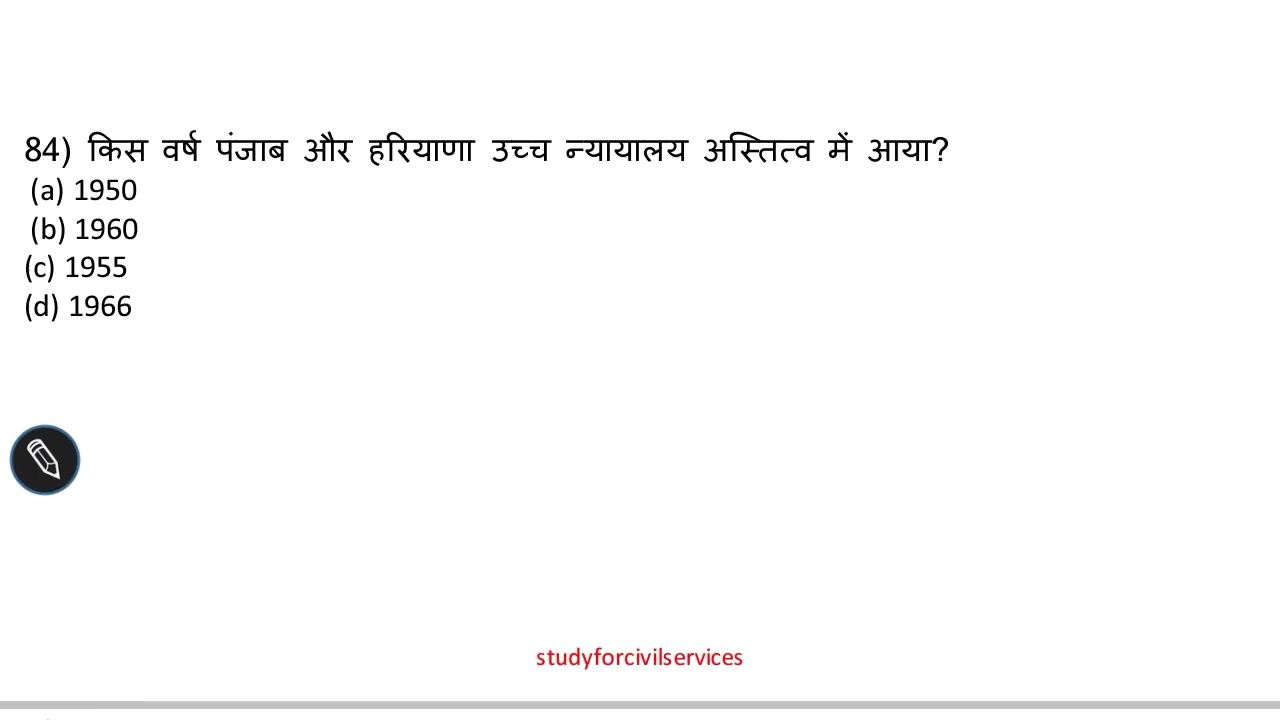 84) किस वर्ष पंजाब और हरियाणा उच्च न्यायालय अस्तित्व में आया?
(a) 1950
(b) 1960
(c) 1955
(d) 1966
studyforcivilservices